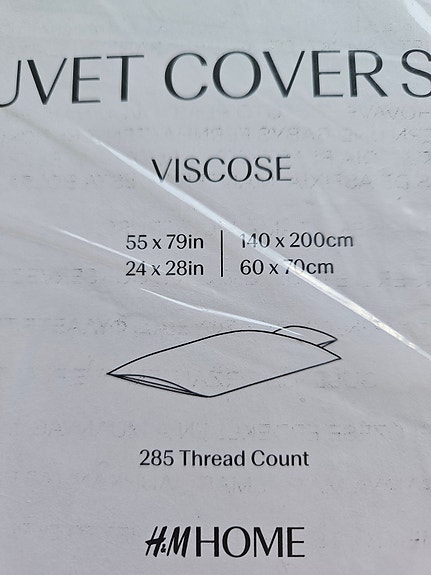 UVET COVER S
VISCOSE
55 x 79in | 140 x 200cm
24 x 28in | 60 x 70cm
285 Thread Count
H&M HOME